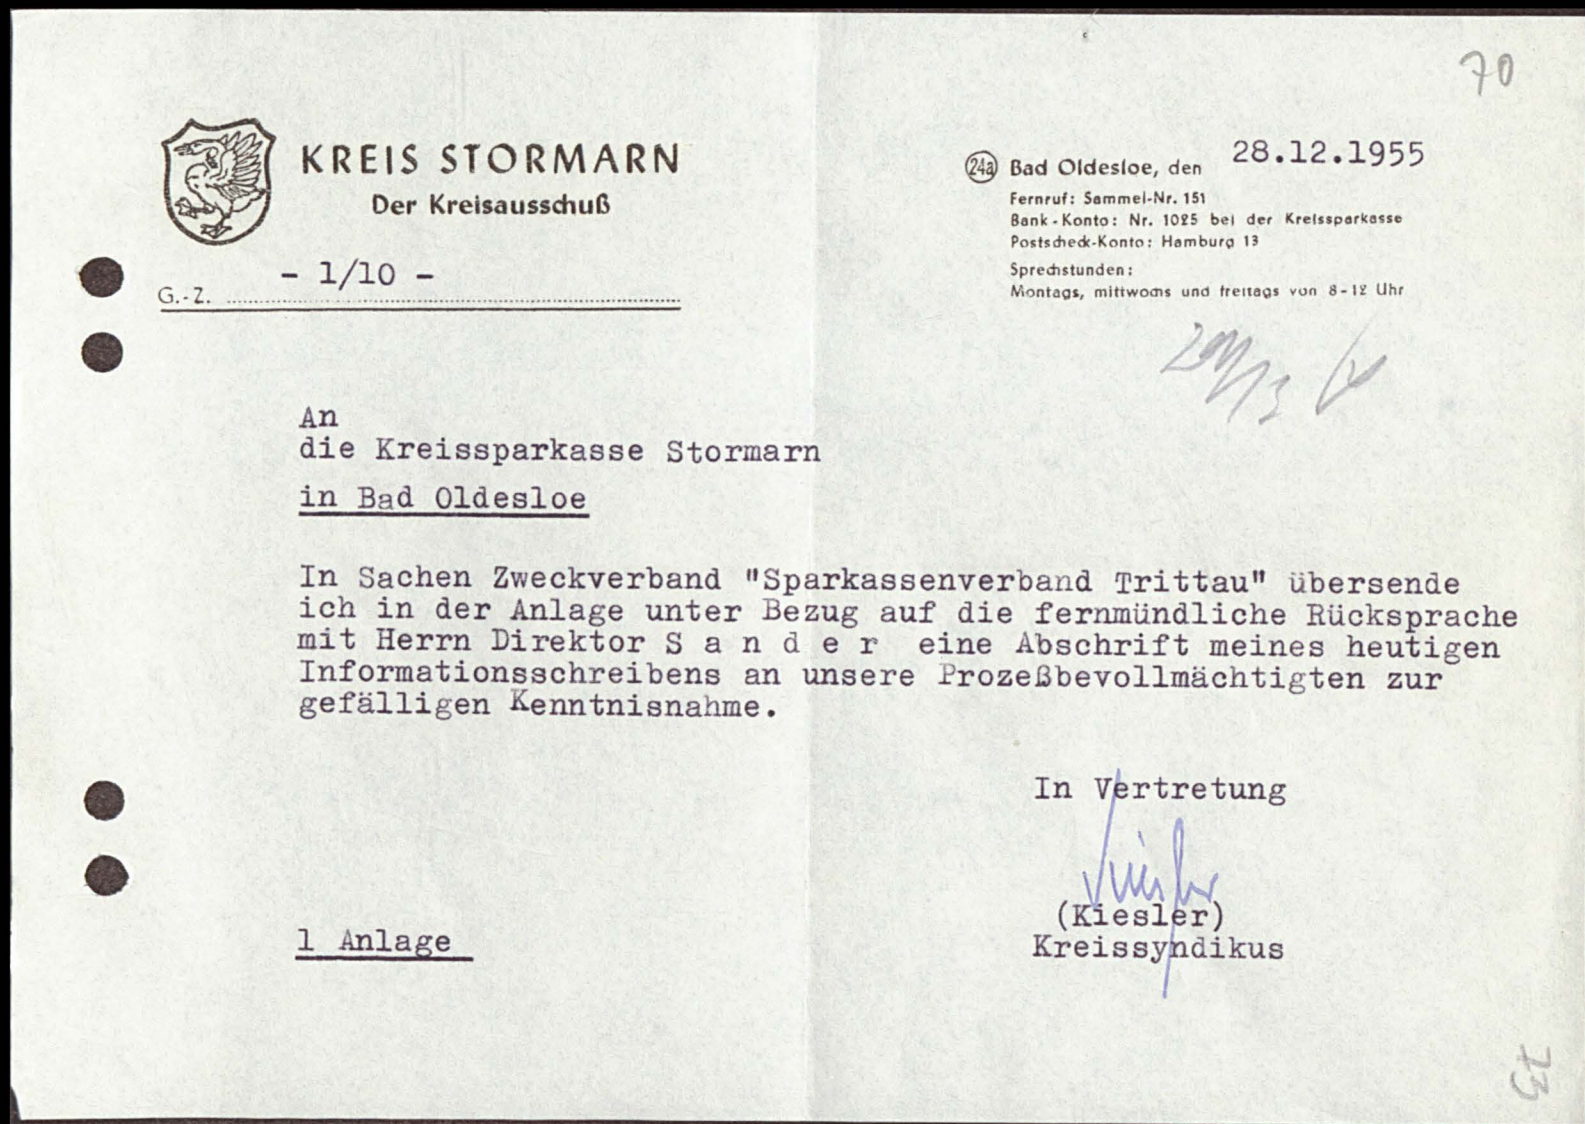 70
KREIS STORMARN
Der Kreisausschuß
G.-Z. - 1/10 -
24a Bad Oldesloe, den 28.12.1955
Fernruf: Sammel-Nr. 151
Bank-Konto: Nr. 1025 bei der Kreissparkasse
Postscheck-Konto: Hamburg 13
Sprechstunden:
Montags, mittwochs und freitags von 8-12 Uhr
An
die Kreissparkasse Stormarn
in Bad Oldesloe
In Sachen Zweckverband "Sparkassenverband Trittau" übersende
ich in der Anlage unter Bezug auf die fernmündliche Rücksprache
mit Herrn Direktor S a n d e r eine Abschrift meines heutigen
Informationsschreibens an unsere Prozeßbevollmächtigten zur
gefälligen Kenntnisnahme.
In Vertretung
(Kiesler)
Kreissyndikus
1 Anlage
73